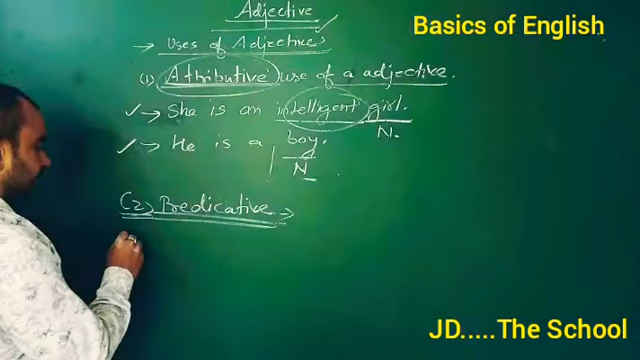 Adjective
Basics of English
→ Uses of Adjective
(1) Attributive use of a adjective.
✓→ She is an intelligent girl.
N.
✓→ He is a boy.
N
(2) Predicative →
JD.....The School